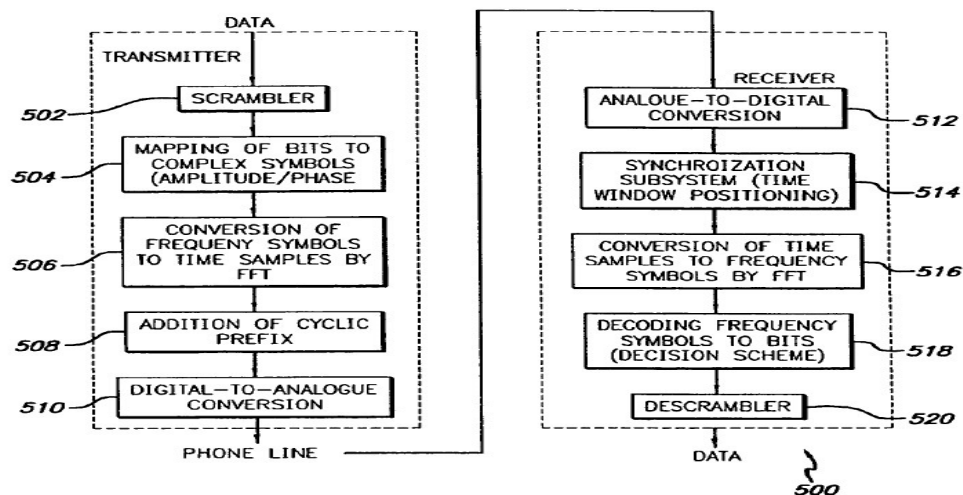 DATA
TRANSMITTER
SCRAMBLER
502
MAPPING OF BITS TO
COMPLEX SYMBOLS
(AMPLITUDE/PHASE
504
CONVERSION OF
FREQUENY SYMBOLS
TO TIME SAMPLES BY
FFT
506
ADDITION OF CYCLIC
PREFIX
508
DIGITAL-TO-ANALOGUE
CONVERSION
510
PHONE LINE
RECEIVER
ANALOUE-TO-DIGITAL
CONVERSION
512
SYNCHROIZATION
SUBSYSTEM (TIME
WINDOW POSITIONING)
514
CONVERSION OF TIME
SAMPLES TO FREQUENCY
SYMBOLS BY FFT
516
DECODING FREQUENCY
SYMBOLS TO BITS
(DECISION SCHEME)
518
DESCRAMBLER
520
DATA
500